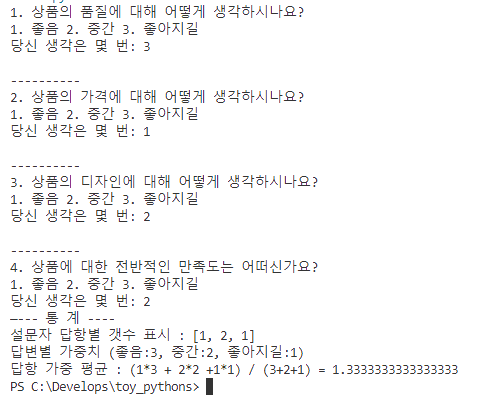 1. 상품의 품질에 대해 어떻게 생각하시나요?
1. 좋음 2. 중간 3. 좋아지길
당신 생각은 몇 번: 3
----------
2. 상품의 가격에 대해 어떻게 생각하시나요?
1. 좋음 2. 중간 3. 좋아지길
당신 생각은 몇 번: 1
----------
3. 상품의 디자인에 대해 어떻게 생각하시나요?
1. 좋음 2. 중간 3. 좋아지길
당신 생각은 몇 번: 2
----------
4. 상품에 대한 전반적인 만족도는 어떠신가요?
1. 좋음 2. 중간 3. 좋아지길
당신 생각은 몇 번: 2
—--- 통 계 ----
설문자 답항별 갯수 표시 : [1, 2, 1]
답변별 가중치 (좋음:3, 중간:2, 좋아지길:1)
답항 가중 평균 : (1*3 + 2*2 +1*1) / (3+2+1) = 1.3333333333333333
PS C:\Develops\toy_pythons>